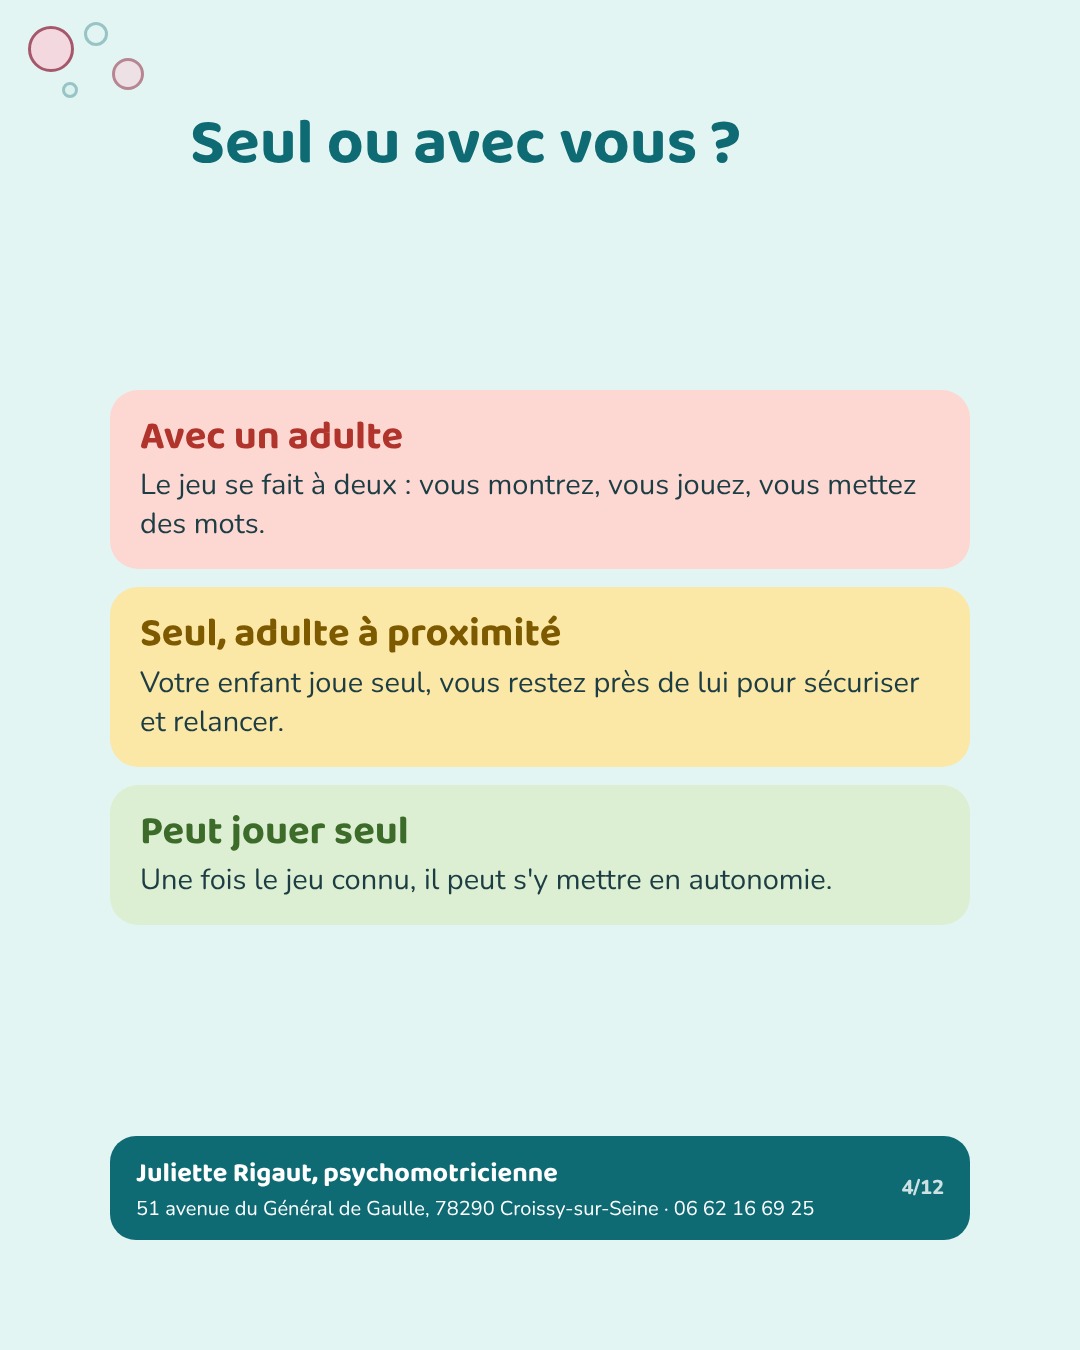 Seul ou avec vous ?
Avec un adulte
Le jeu se fait à deux : vous montrez, vous jouez, vous mettez
des mots.
Seul, adulte à proximité
Votre enfant joue seul, vous restez près de lui pour sécuriser
et relancer.
Peut jouer seul
Une fois le jeu connu, il peut s'y mettre en autonomie.
Juliette Rigaut, psychomotricienne
51 avenue du Général de Gaulle, 78290 Croissy-sur-Seine · 06 62 16 69 25
4/12